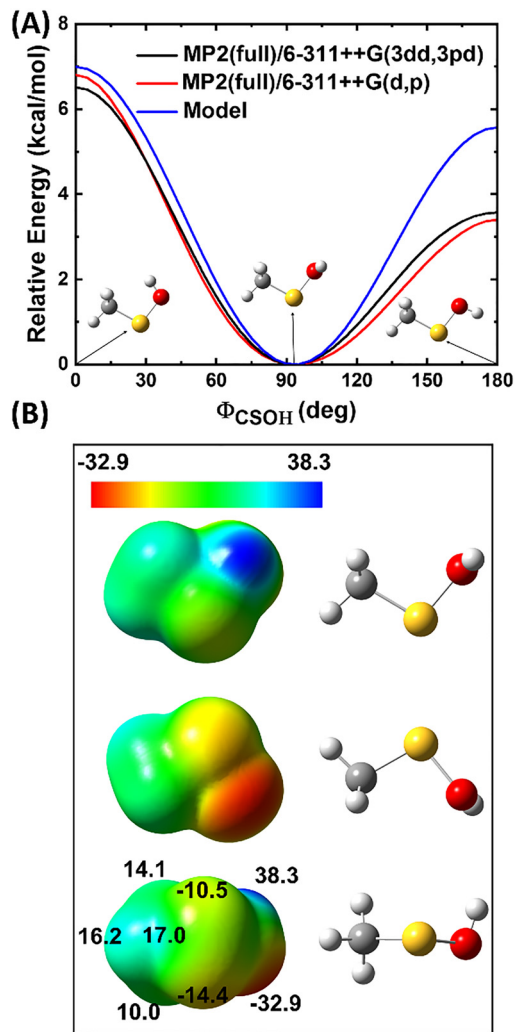 (A)
8
MP2(full)/6-311++G(3dd,3pd)
MP2(full)/6-311++G(d,p)
Model
6
4
2
0
Relative Energy (kcal/mol)
0 30 60 90 120 150 180
ΦCSOH (deg)
(B)
-32.9 38.3
14.1 -10.5 38.3
16.2 17.0
10.0 -14.4 -32.9